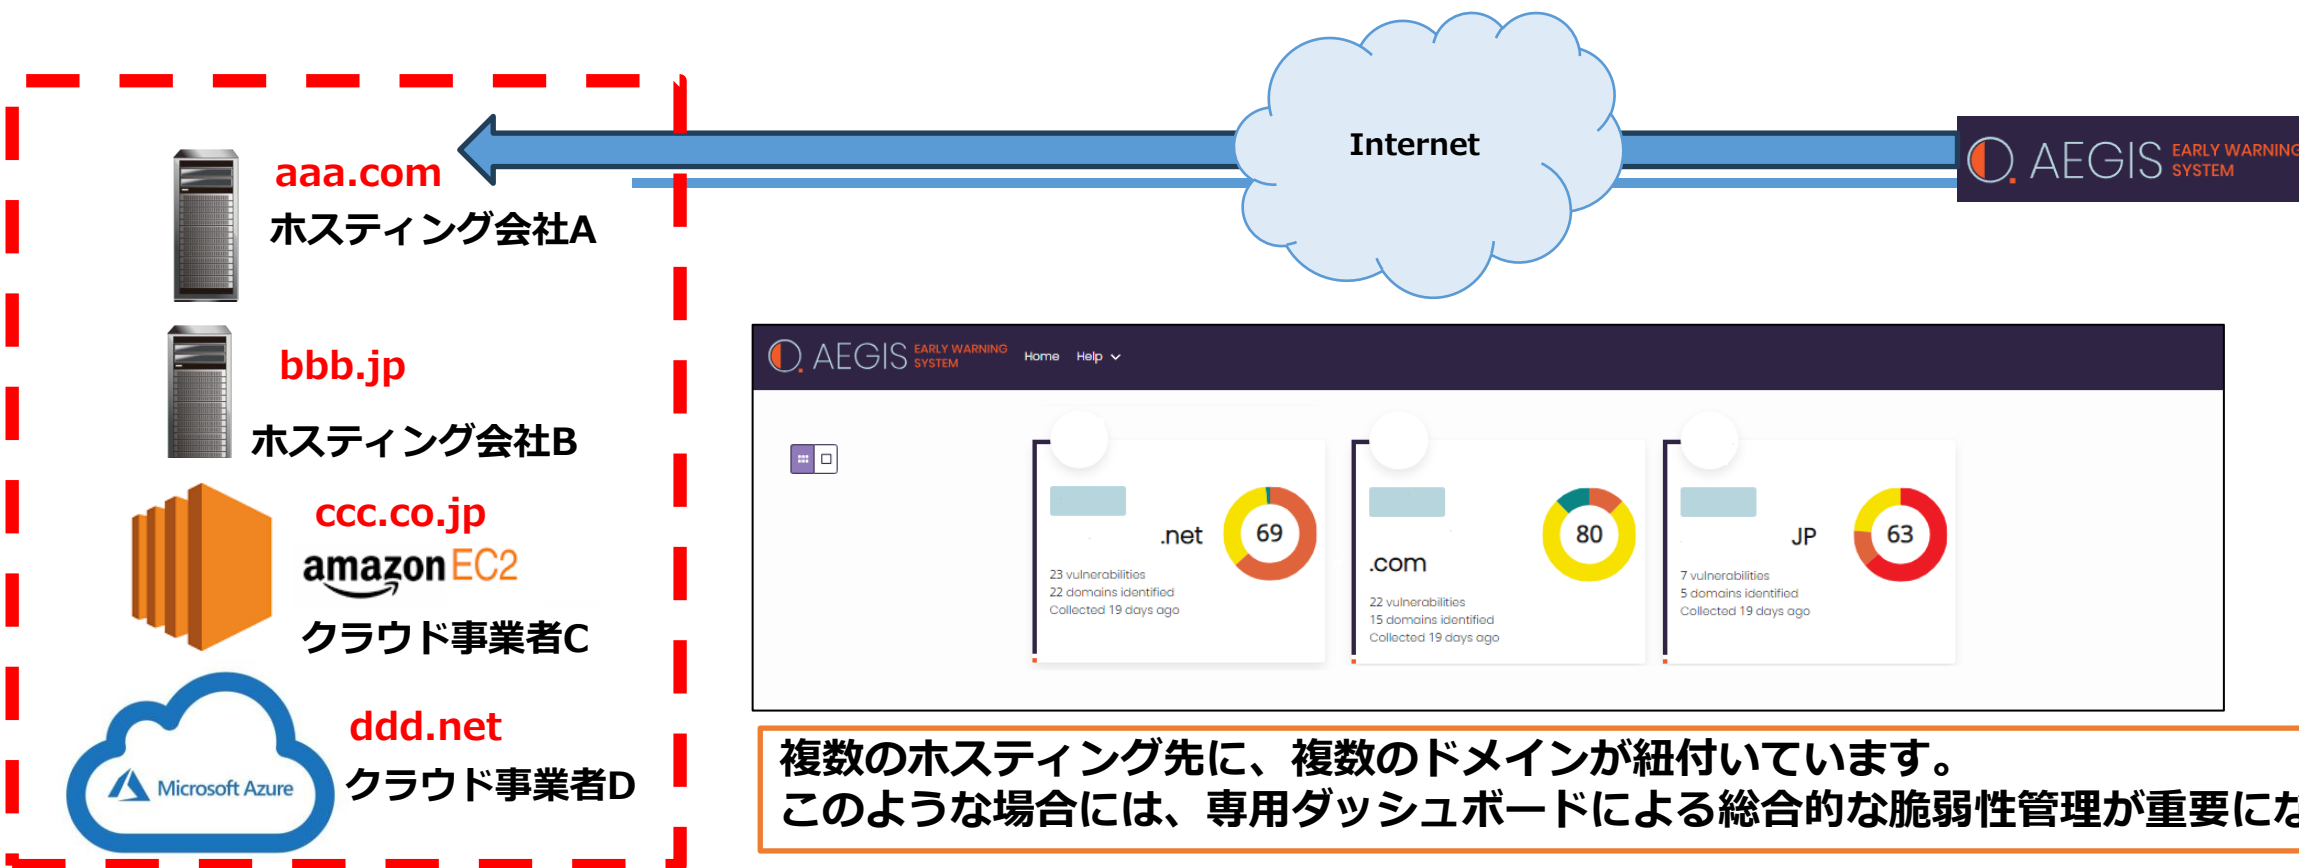 Internet
AEGIS EARLY WARNING
SYSTEM
aaa.com
ホスティング会社A
bbb.jp
ホスティング会社B
ccc.co.jp
amazon EC2
クラウド事業者C
ddd.net
Microsoft Azure
クラウド事業者D
AEGIS EARLY WARNING
SYSTEM
Home Help
.net
69
23 vulnerabilities
22 domains identified
Collected 19 days ago
.com
80
22 vulnerabilities
15 domains identified
Collected 19 days ago
JP
63
7 vulnerabilities
5 domains identified
Collected 19 days ago
複数のホスティング先に、複数のドメインが紐付いています。
このような場合には、専用ダッシュボードによる総合的な脆弱性管理が重要にな